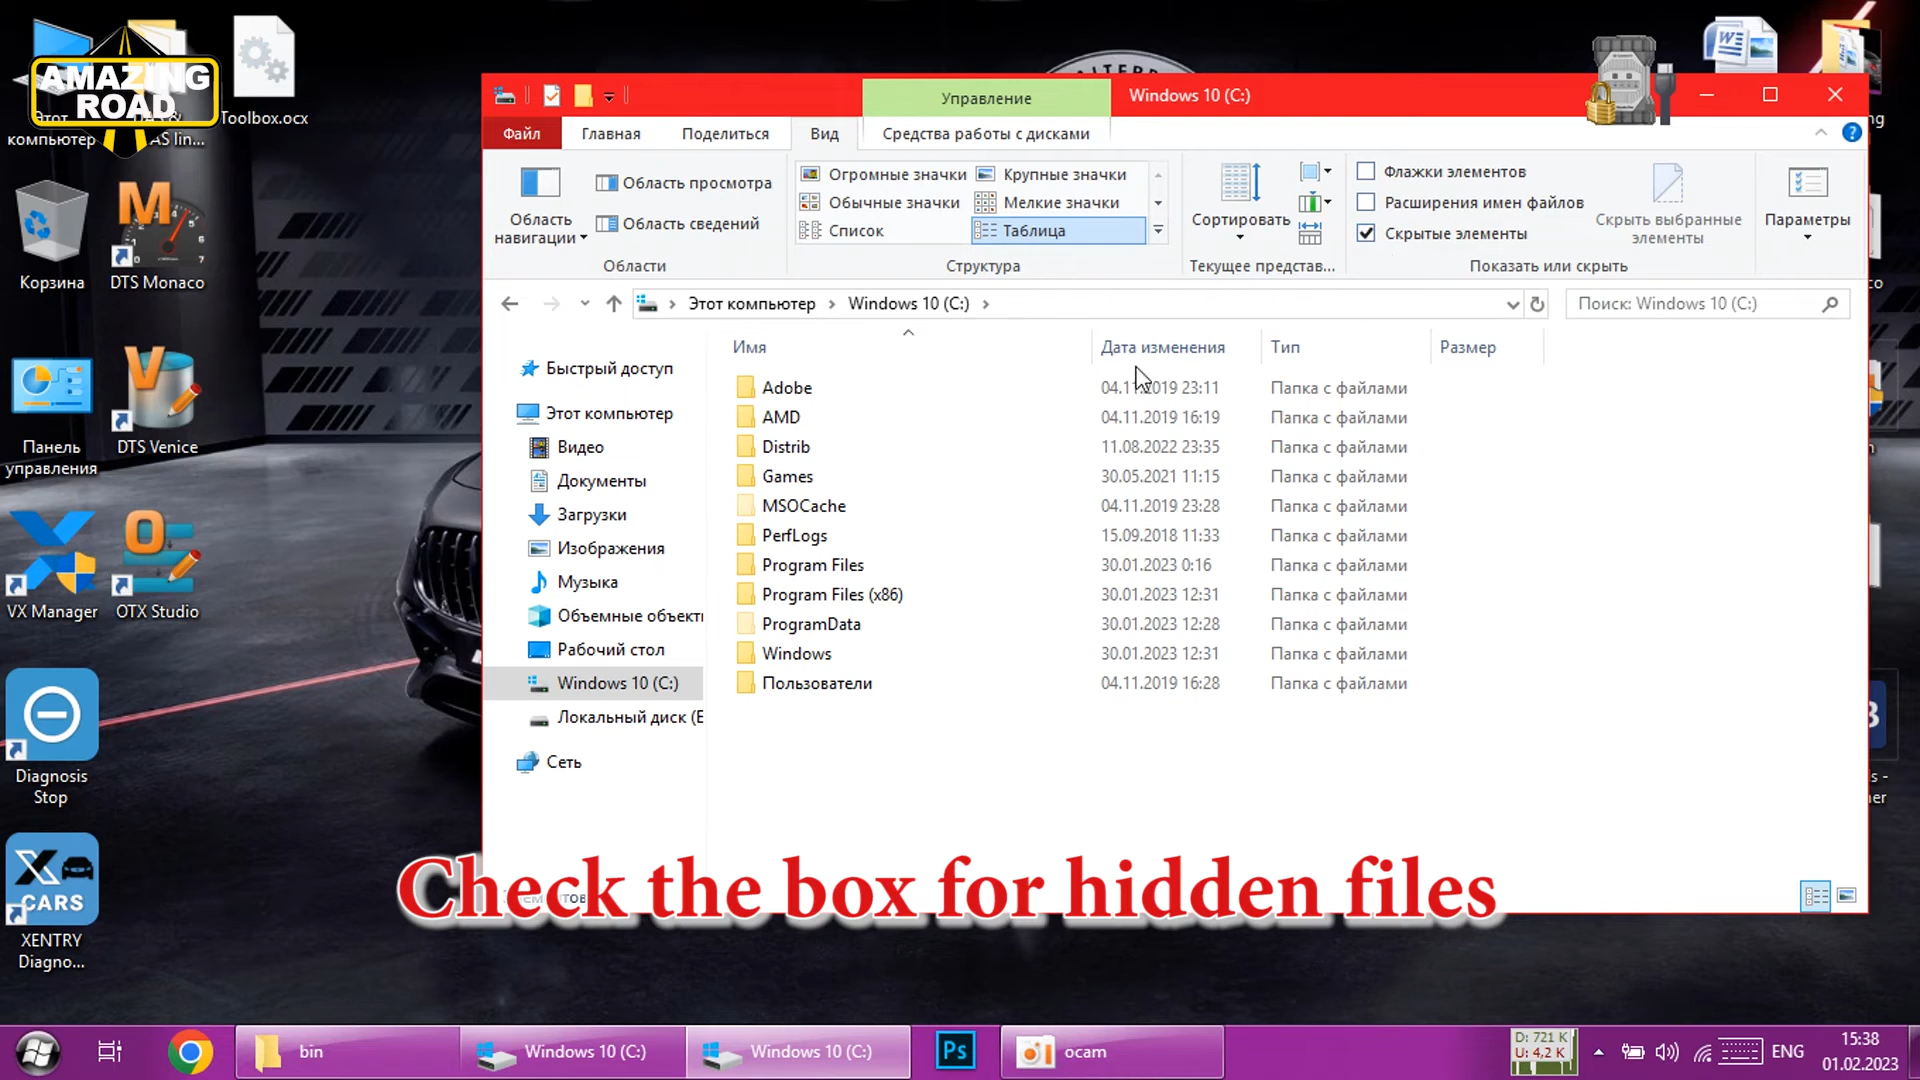 AMAZING
ROAD
Toolbox.ocx
компьютер
AS lin...
Корзина
DTS Monaco
Панель
управления
DTS Venice
VX Manager
OTX Studio
Diagnosis
Stop
CARS
XENTRY
Diagno...
Управление
Windows 10 (C:)
Файл
Главная
Поделиться
Вид
Средства работы с дисками
Область
навигации
Область просмотра
Область сведений
Области
Огромные значки
Крупные значки
Обычные значки
Мелкие значки
Список
Таблица
Структура
Сортировать
Текущее представ...
Флажки элементов
Расширения имен файлов
Скрытые элементы
Скрыть выбранные
элементы
Показать или скрыть
Параметры
Этот компьютер
Windows 10 (C:)
Поиск: Windows 10 (C:)
Быстрый доступ
Этот компьютер
Видео
Документы
Загрузки
Изображения
Музыка
Объемные объект
Рабочий стол
Windows 10 (C:)
Локальный диск (E
Сеть
Имя Дата изменения Тип Размер
Adobe 04.11.2019 23:11 Папка с файлами
AMD 04.11.2019 16:19 Папка с файлами
Distrib 11.08.2022 23:35 Папка с файлами
Games 30.05.2021 11:15 Папка с файлами
MSOCache 04.11.2019 23:28 Папка с файлами
PerfLogs 15.09.2018 11:33 Папка с файлами
Program Files 30.01.2023 0:16 Папка с файлами
Program Files (x86) 30.01.2023 12:31 Папка с файлами
ProgramData 30.01.2023 12:28 Папка с файлами
Windows 30.01.2023 12:31 Папка с файлами
Пользователи 04.11.2019 16:28 Папка с файлами
Check the box for hidden files
bin
Windows 10 (C:)
Windows 10 (C:)
Ps
ocam
D: 721 K
U: 4,2 K
ENG
15:38
01.02.2023